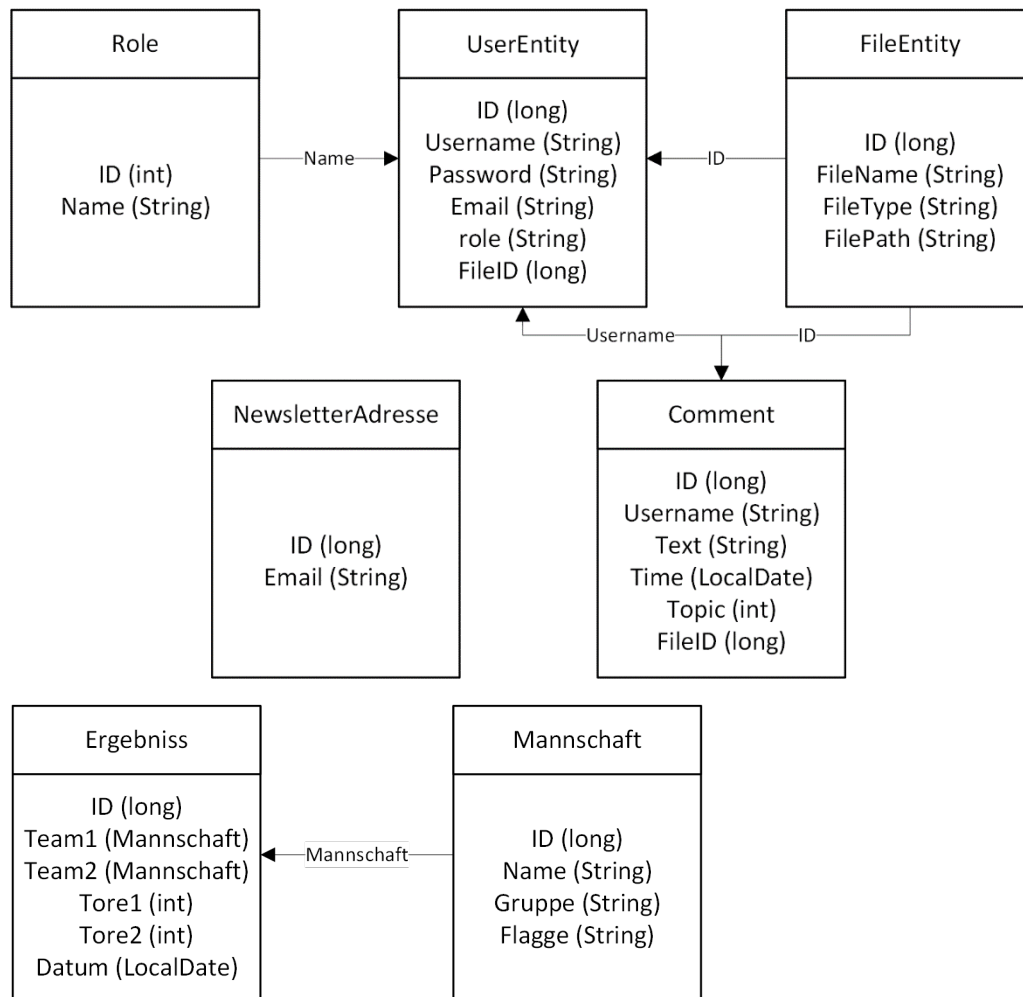 Role
ID (int)
Name (String)
Name
UserEntity
ID (long)
Username (String)
Password (String)
Email (String)
role (String)
FileID (long)
ID
FileEntity
ID (long)
FileName (String)
FileType (String)
FilePath (String)
Username
ID
NewsletterAdresse
ID (long)
Email (String)
Comment
ID (long)
Username (String)
Text (String)
Time (LocalDate)
Topic (int)
FileID (long)
Ergebniss
ID (long)
Team1 (Mannschaft)
Team2 (Mannschaft)
Tore1 (int)
Tore2 (int)
Datum (LocalDate)
Mannschaft
Mannschaft
ID (long)
Name (String)
Gruppe (String)
Flagge (String)